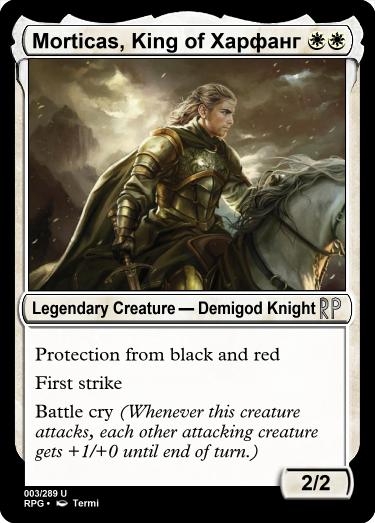 Morticas, King of Харфанг
Legendary Creature — Demigod Knight RP
Protection from black and red
First strike
Battle cry (Whenever this creature
attacks, each other attacking creature
gets +1/+0 until end of turn.)
2/2
003/289 U
RPG • Termi